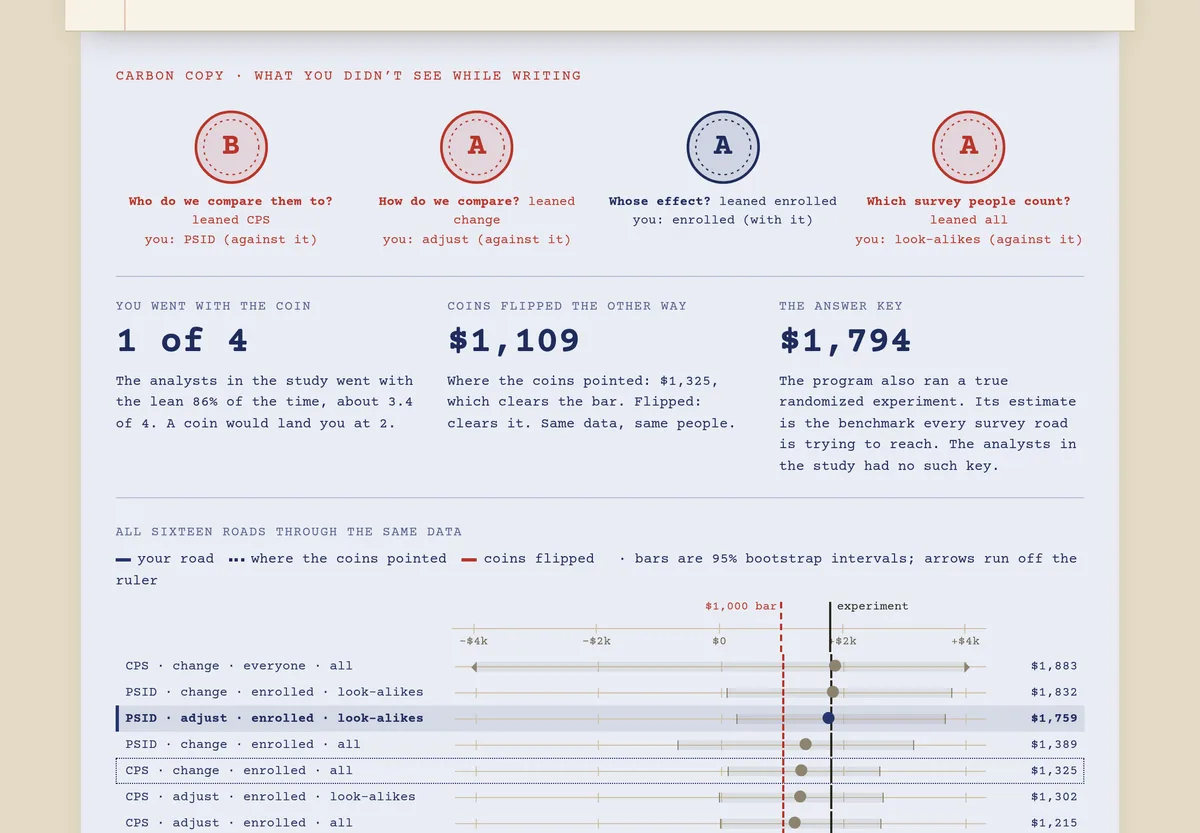 CARBON COPY · WHAT YOU DIDN’T SEE WHILE WRITING
B
Who do we compare them to?
leaned CPS
you: PSID (against it)
A
How do we compare? leaned
change
you: adjust (against it)
A
Whose effect? leaned enrolled
you: enrolled (with it)
A
Which survey people count?
leaned all
you: look-alikes (against it)
YOU WENT WITH THE COIN
1 of 4
The analysts in the study went with
the lean 86% of the time, about 3.4
of 4. A coin would land you at 2.
COINS FLIPPED THE OTHER WAY
$1,109
Where the coins pointed: $1,325,
which clears the bar. Flipped:
clears it. Same data, same people.
THE ANSWER KEY
$1,794
The program also ran a true
randomized experiment. Its estimate
is the benchmark every survey road
is trying to reach. The analysts in
the study had no such key.
ALL SIXTEEN ROADS THROUGH THE SAME DATA
your road where the coins pointed coins flipped · bars are 95% bootstrap intervals; arrows run off the
ruler
$1,000 bar experiment
-$4k -$2k $0 +$2k +$4k
CPS · change · everyone · all $1,883
PSID · change · enrolled · look-alikes $1,832
PSID · adjust · enrolled · look-alikes $1,759
PSID · change · enrolled · all $1,389
CPS · change · enrolled · all $1,325
CPS · adjust · enrolled · look-alikes $1,302
CPS · adjust · enrolled · all $1,215